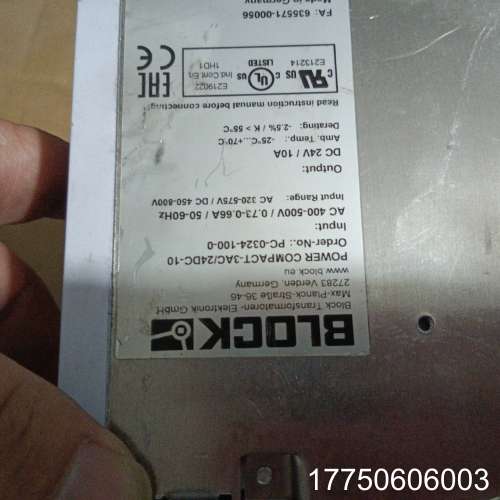 BLOCK
Block Transformatoren- Elektronik GmbH
Max-Planck-Straße 36-46
27283 Verden, Germany
www.block.eu
POWER COMPACT-3AC/24DC-10
Order-No.: PC-0324-100-0
Input:
AC 400-500V / 0.73-0.66A / 50-60Hz
Input Range: AC 320-575V / DC 450-800V
Output:
DC 24V / 10A
Amb. Temp.: -25°C...+70°C
Derating: -2.5% / K > 55°C
Read instruction manual before connecting!
C US
C UL US LISTED
EAC
E213214
E219022
Ind.Cont.Eq.
1HD1
CE
FA: 635571-00056
Made in Germany
17750606003